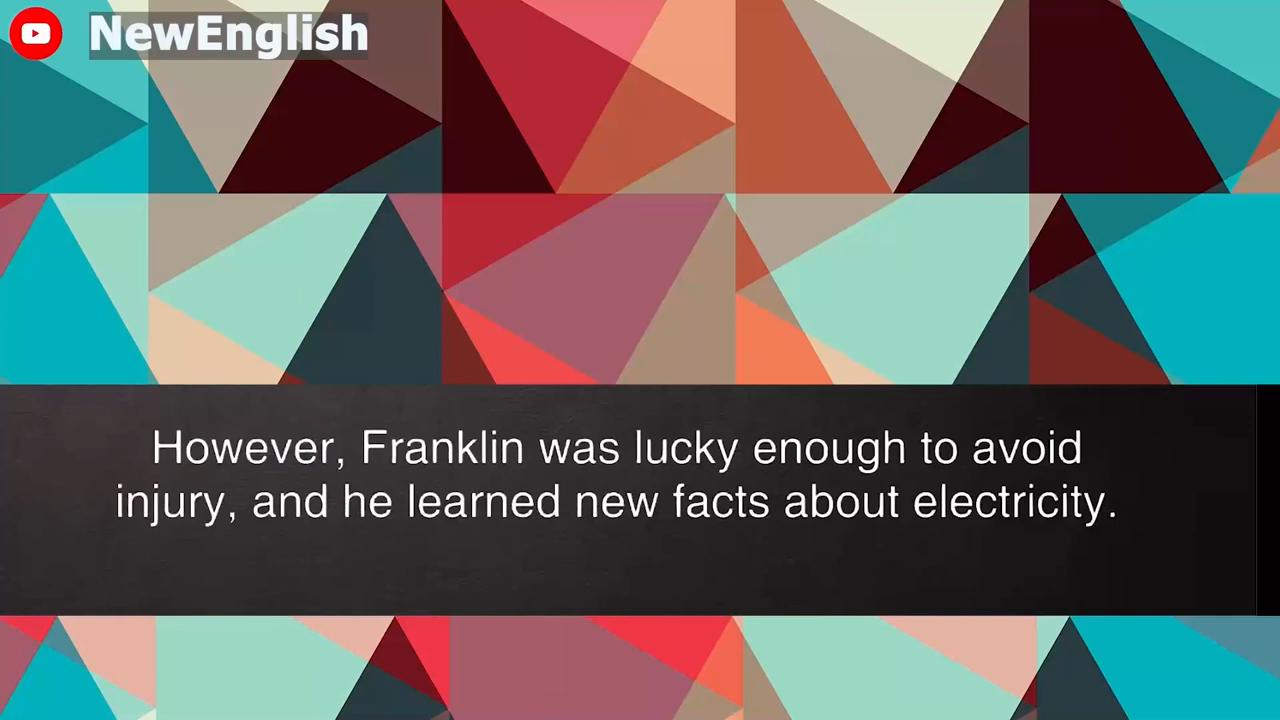 NewEnglish
However, Franklin was lucky enough to avoid
injury, and he learned new facts about electricity.